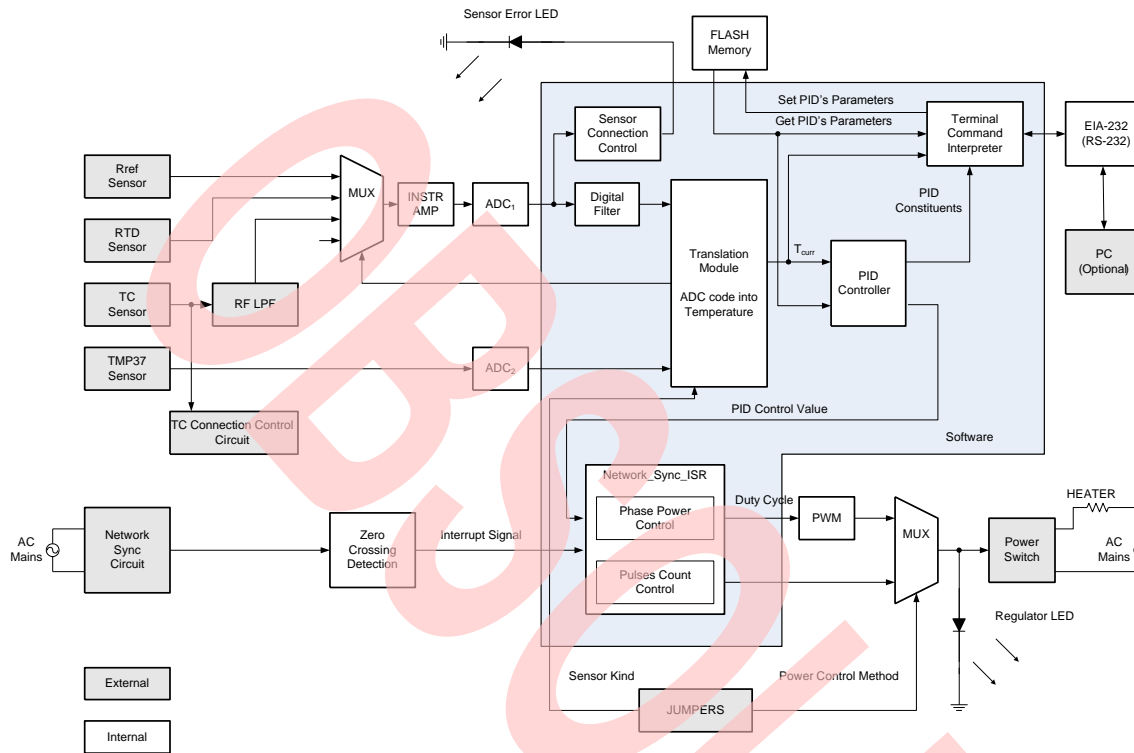 Sensor Error LED
FLASH
Memory
Set PID's Parameters
Get PID's Parameters
Sensor
Connection
Control
Terminal
Command
Interpreter
EIA-232
(RS-232)
Rref
Sensor
MUX
INSTR
AMP
ADC1
Digital
Filter
PID
Constituents
RTD
Sensor
Translation
Module
ADC code into
Temperature
Tcurr
PID
Controller
PC
(Optional)
TC
Sensor
RF LPF
TMP37
Sensor
ADC2
TC Connection Control
Circuit
PID Control Value
Software
Network_Sync_ISR
Phase Power
Control
Pulses Count
Control
Duty Cycle
PWM
MUX
HEATER
AC
Mains
Network
Sync
Circuit
Zero
Crossing
Detection
Interrupt Signal
Power
Switch
AC
Mains
Regulator LED
Sensor Kind
Power Control Method
JUMPERS
External
Internal
OBSOL